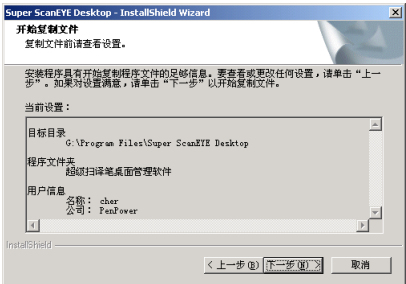 Super ScanEYE Desktop - InstallShield Wizard
开始复制文件
复制文件前请查看设置。
安装程序具有开始复制程序文件的足够信息。要查看或更改任何设置，请单击“上一
步”。如果对设置满意，请单击“下一步”以开始复制文件。
当前设置：
目标目录
G:\Program Files\Super ScanEYE Desktop
程序文件夹
超级扫译笔桌面管理软件
用户信息
名称： cher
公司： PenPower
InstallShield
< 上一步(B) 下一步(N) > 取消